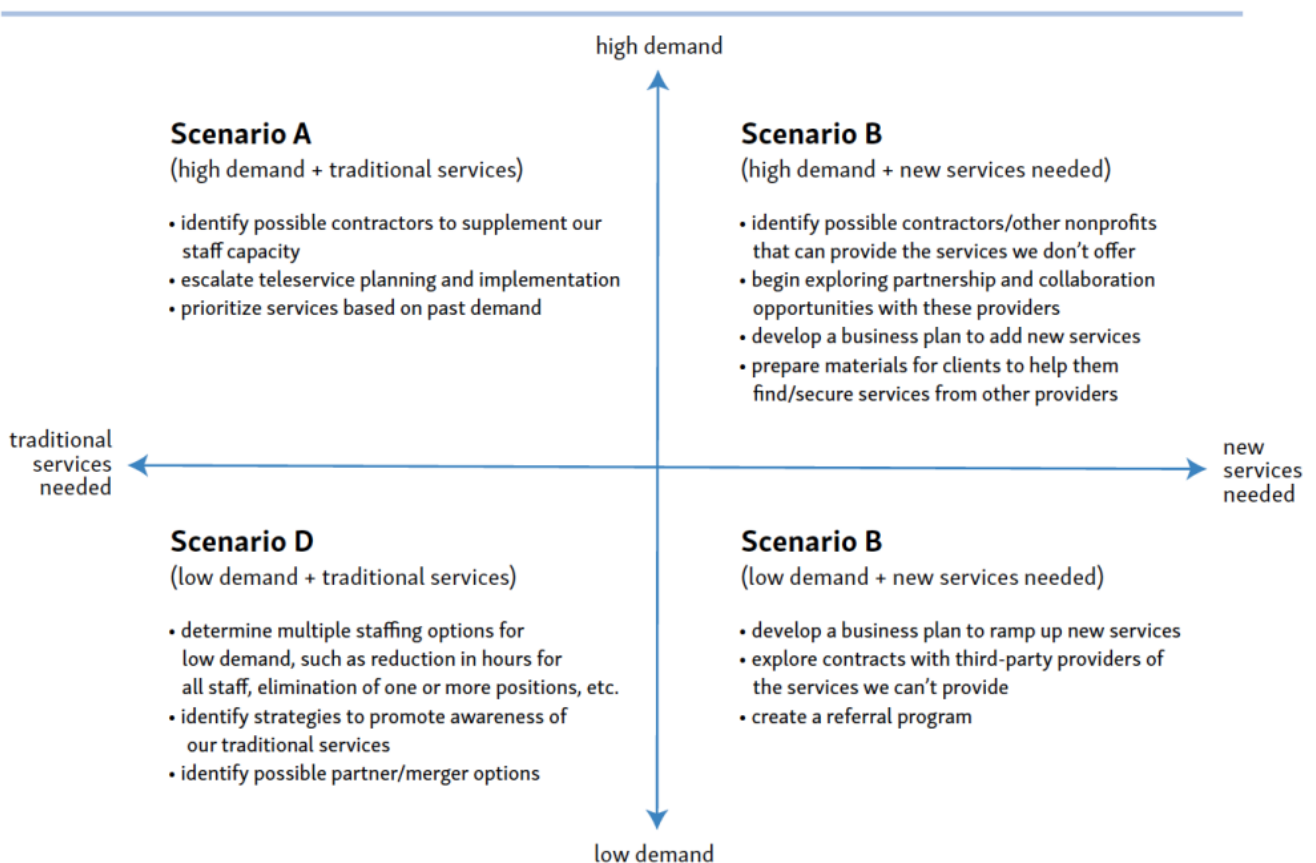 high demand
Scenario A
(high demand + traditional services)
• identify possible contractors to supplement our
staff capacity
• escalate teleservice planning and implementation
• prioritize services based on past demand
Scenario B
(high demand + new services needed)
• identify possible contractors/other nonprofits
that can provide the services we don’t offer
• begin exploring partnership and collaboration
opportunities with these providers
• develop a business plan to add new services
• prepare materials for clients to help them
find/secure services from other providers
traditional
services
needed
new
services
needed
Scenario D
(low demand + traditional services)
• determine multiple staffing options for
low demand, such as reduction in hours for
all staff, elimination of one or more positions, etc.
• identify strategies to promote awareness of
our traditional services
• identify possible partner/merger options
Scenario B
(low demand + new services needed)
• develop a business plan to ramp up new services
• explore contracts with third-party providers of
the services we can’t provide
• create a referral program
low demand